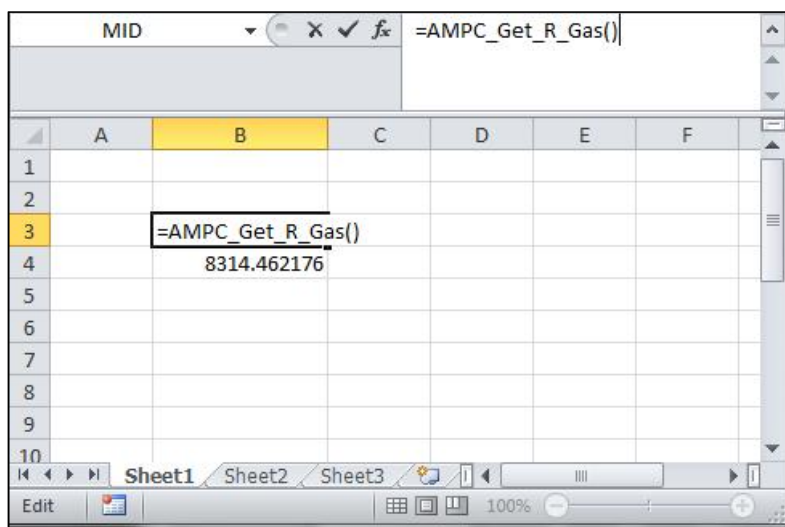 MID fx =AMPC_Get_R_Gas()
A B C D E F
1
2
3 =AMPC_Get_R_Gas()
4 8314.462176
5
6
7
8
9
10
Sheet1 Sheet2 Sheet3
Edit 100%